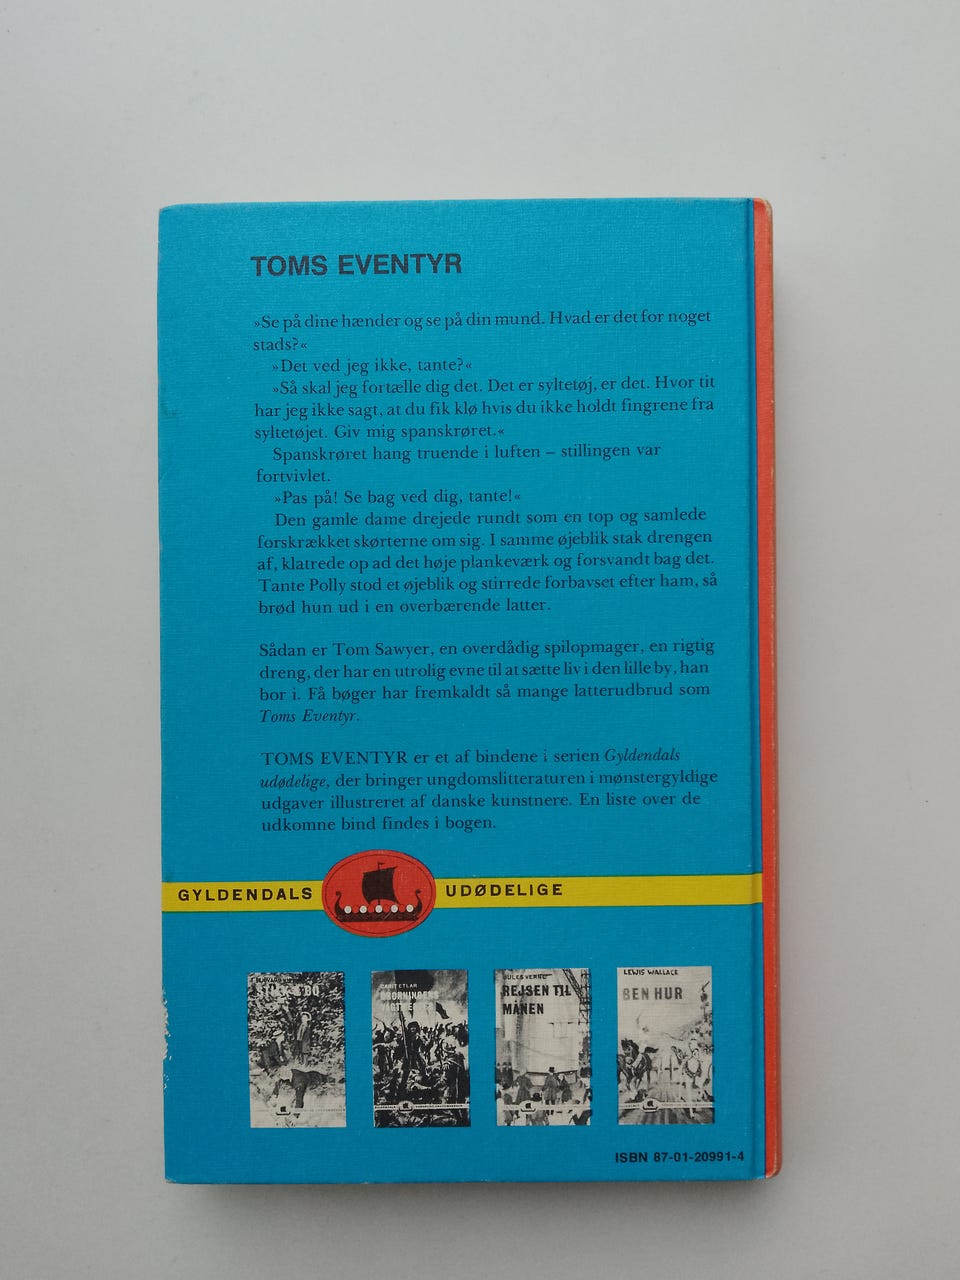 TOMS EVENTYR
»Se på dine hænder og se på din mund. Hvad er det for noget
stads?«
»Det ved jeg ikke, tante?«
»Så skal jeg fortælle dig det. Det er syltetøj, er det. Hvor tit
har jeg ikke sagt, at du fik klø hvis du ikke holdt fingrene fra
syltetøjet. Giv mig spanskrøret.«
Spanskrøret hang truende i luften – stillingen var
fortvivlet.
»Pas på! Se bag ved dig, tante!«
Den gamle dame drejede rundt som en top og samlede
forskrækket skørterne om sig. I samme øjeblik stak drengen
af, klatrede op ad det høje plankeværk og forsvandt bag det.
Tante Polly stod et øjeblik og stirrede forbavset efter ham, så
brød hun ud i en overbærende latter.
Sådan er Tom Sawyer, en overdådig spilopmager, en rigtig
dreng, der har en utrolig evne til at sætte liv i den lille by, han
bor i. Få bøger har fremkaldt så mange latterudbrud som
Toms Eventyr.
TOMS EVENTYR er et af bindene i serien Gyldendals
udødelige, der bringer ungdomslitteraturen i mønstergyldige
udgaver illustreret af danske kunstnere. En liste over de
udkomne bind findes i bogen.
GYLDENDALS UDØDELIGE
CARIT ETLAR
JULES VERNE
REJSEN TIL
MÅNEN
LEWIS WALLACE
BEN HUR
ISBN 87-01-20991-4